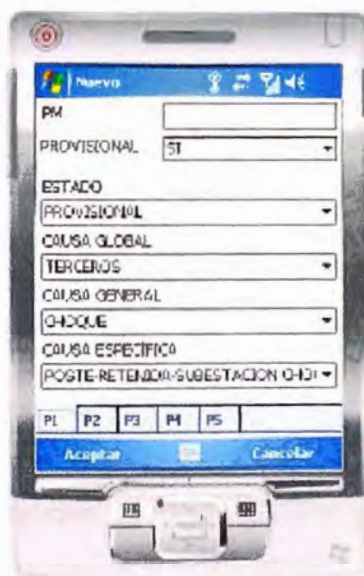 Nuevo
PM
PROVISIONAL SI
ESTADO
PROVISIONAL
CAUSA GLOBAL
TERCEROS
CAUSA GENERAL
CHOQUE
CAUSA ESPECÍFICA
POSTE-RETENIDA-SUBESTACION CHO
P1 P2 P3 P4 P5
Aceptar Cancelar